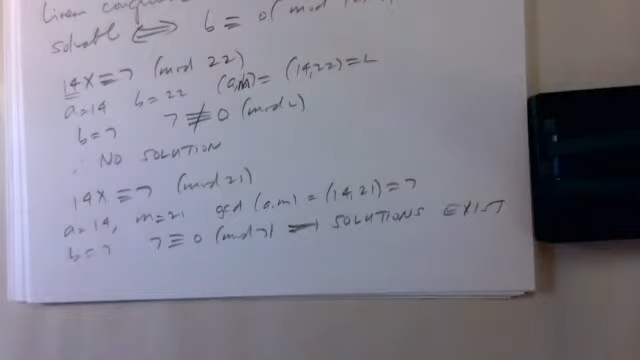 Linear
solvable ⟺ b ≡ 0 (mod
14x ≡ 7 (mod 22)
a=14 b=22 (a,m) = (14,22) = 2
b=7 7 ≢ 0 (mod 2)
∴ NO SOLUTION
14x ≡ 7 (mod 21)
a=14, m=21 gcd (a,m) = (14,21) = 7
b=7 7 ≡ 0 (mod 7) → SOLUTIONS EXIST